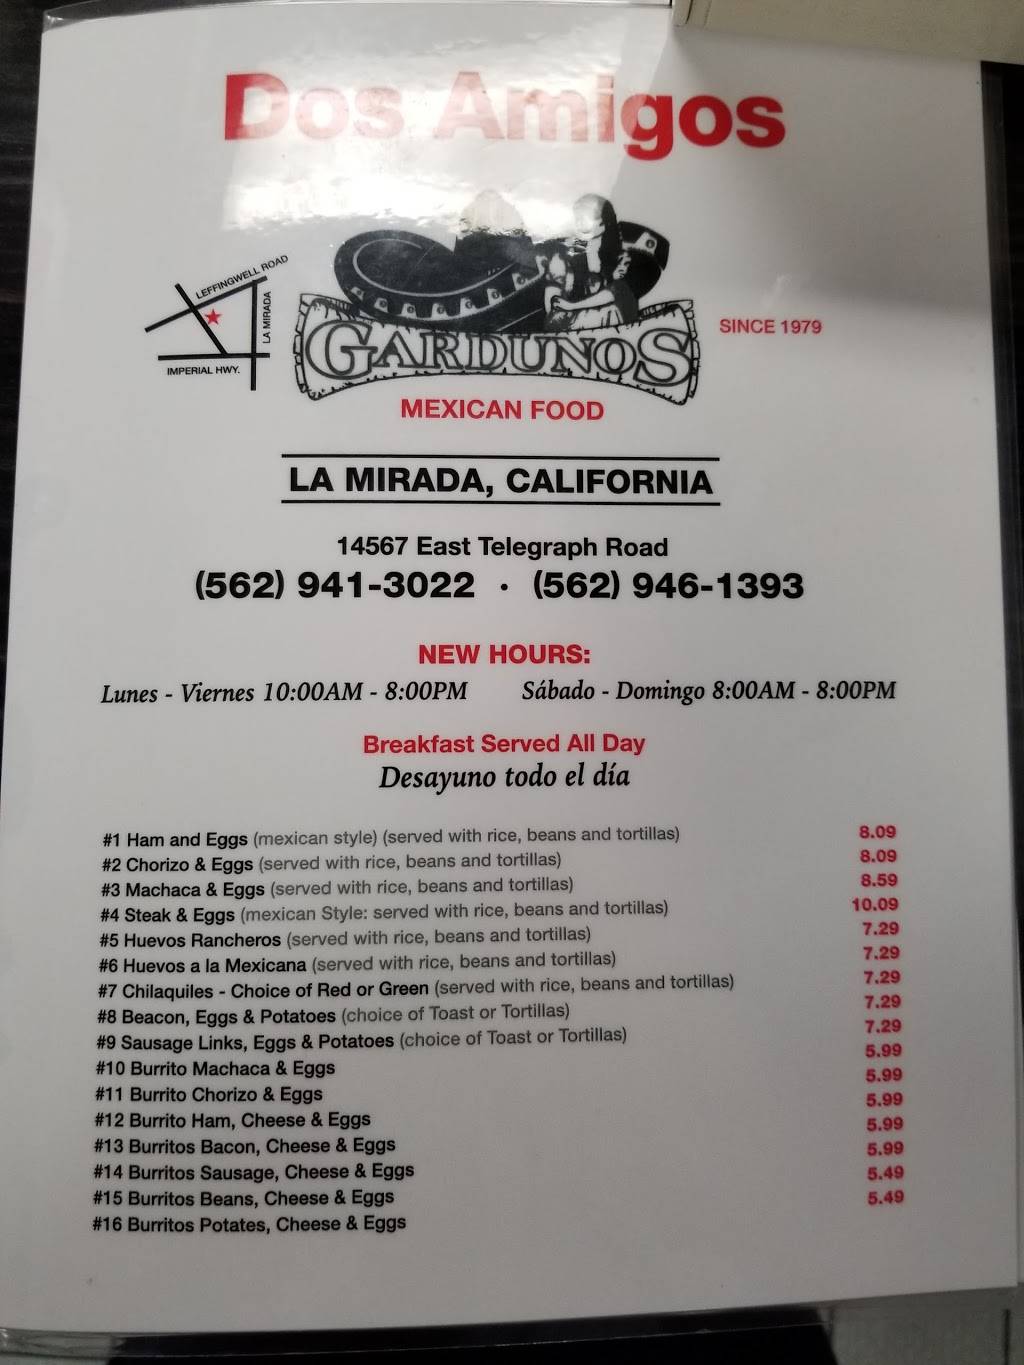 Dos Amigos
LEFFINGWELL ROAD
LA MIRADA
IMPERIAL HWY.
GARDUNOS
SINCE 1979
MEXICAN FOOD
LA MIRADA, CALIFORNIA
14567 East Telegraph Road
(562) 941-3022 · (562) 946-1393
NEW HOURS:
Lunes - Viernes 10:00AM - 8:00PM Sábado - Domingo 8:00AM - 8:00PM
Breakfast Served All Day
Desayuno todo el día
#1 Ham and Eggs (mexican style) (served with rice, beans and tortillas) 8.09
#2 Chorizo & Eggs (served with rice, beans and tortillas) 8.09
#3 Machaca & Eggs (served with rice, beans and tortillas) 8.59
#4 Steak & Eggs (mexican Style: served with rice, beans and tortillas) 10.09
#5 Huevos Rancheros (served with rice, beans and tortillas) 7.29
#6 Huevos a la Mexicana (served with rice, beans and tortillas) 7.29
#7 Chilaquiles - Choice of Red or Green (served with rice, beans and tortillas) 7.29
#8 Beacon, Eggs & Potatoes (choice of Toast or Tortillas) 7.29
#9 Sausage Links, Eggs & Potatoes (choice of Toast or Tortillas) 7.29
#10 Burrito Machaca & Eggs 5.99
#11 Burrito Chorizo & Eggs 5.99
#12 Burrito Ham, Cheese & Eggs 5.99
#13 Burritos Bacon, Cheese & Eggs 5.99
#14 Burritos Sausage, Cheese & Eggs 5.99
#15 Burritos Beans, Cheese & Eggs 5.49
#16 Burritos Potates, Cheese & Eggs 5.49